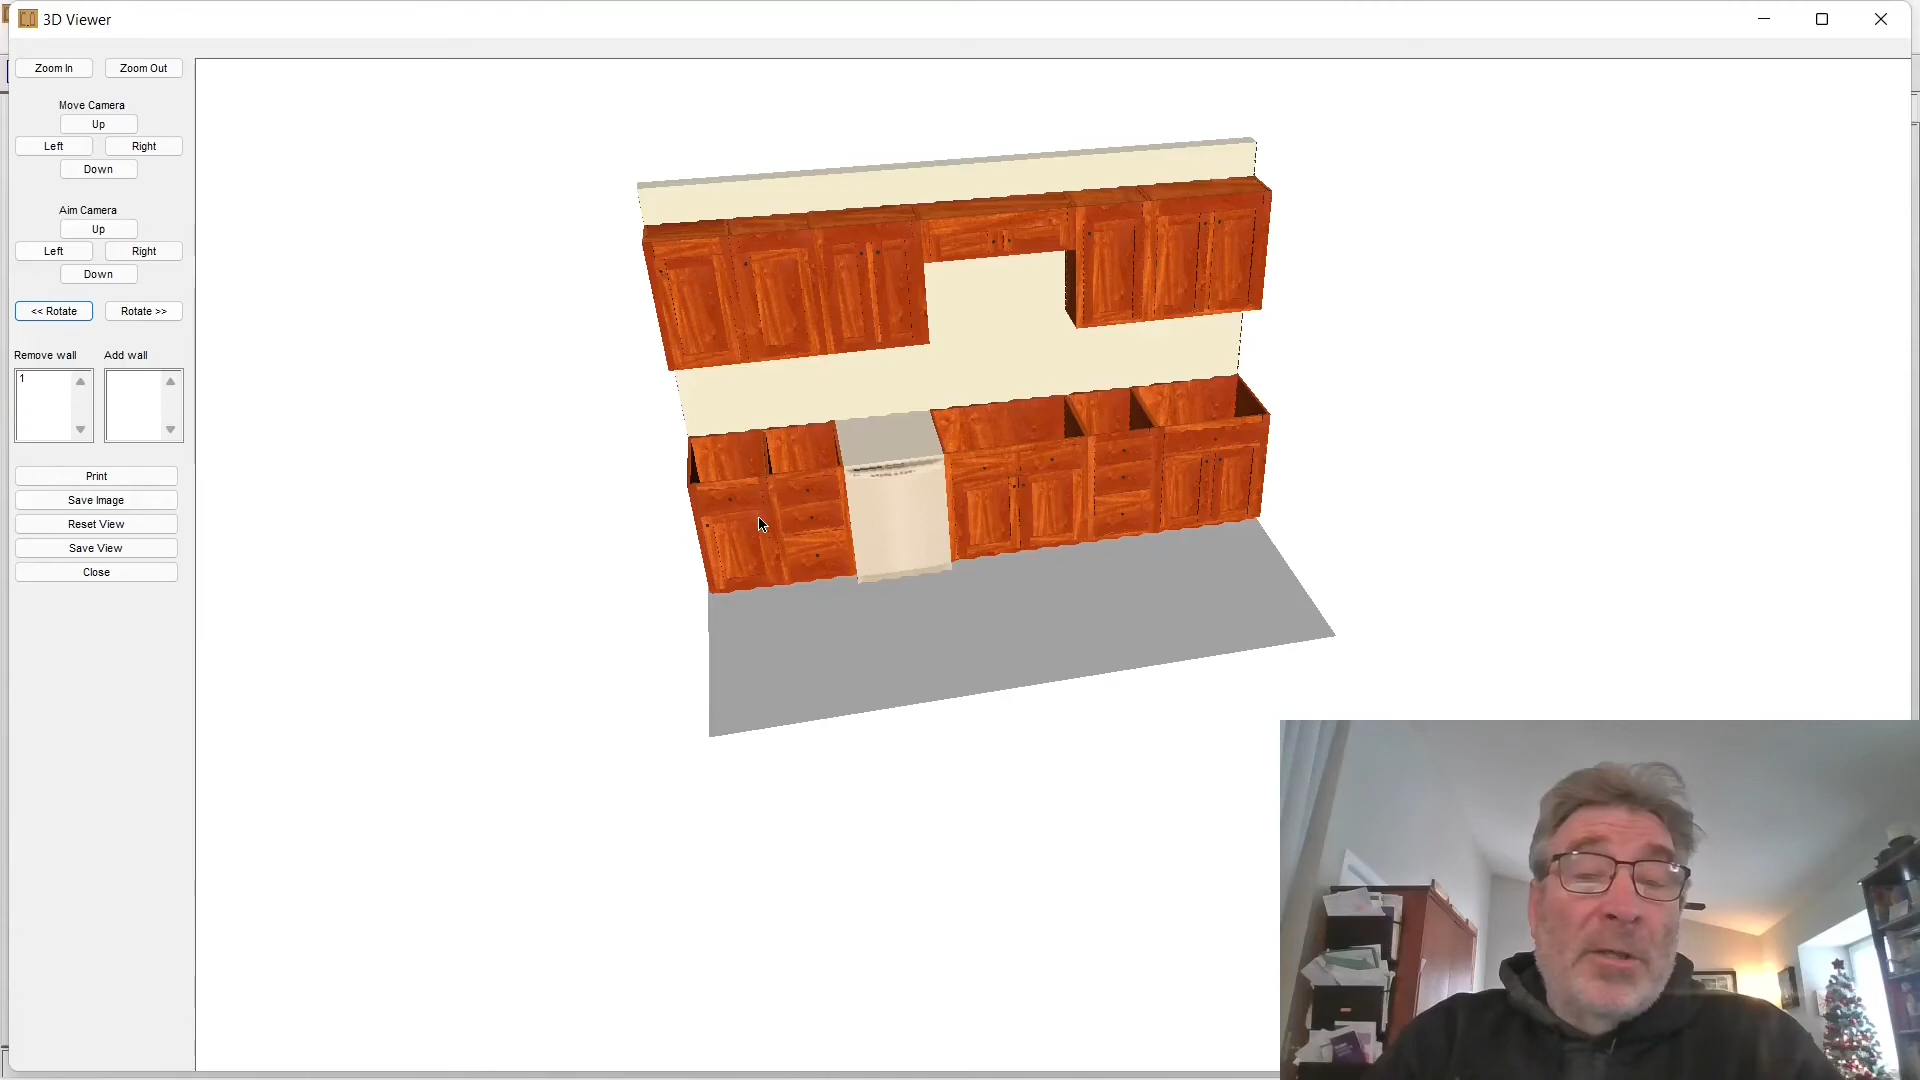 3D Viewer
Zoom In
Zoom Out
Move Camera
Up
Left
Right
Down
Aim Camera
Up
Left
Right
Down
<< Rotate
Rotate >>
Remove wall
Add wall
1
Print
Save Image
Reset View
Save View
Close